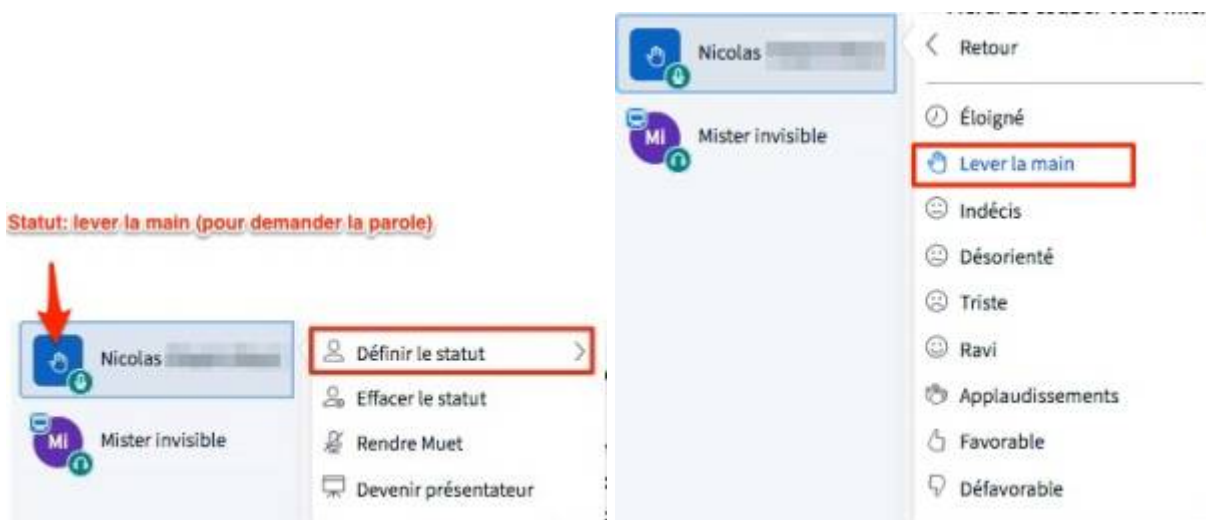 Statut: lever la main (pour demander la parole)
Nicolas
Mi
Mister invisible
Définir le statut
Effacer le statut
Rendre Muet
Devenir présentateur
Nicolas
Mi
Mister invisible
Retour
Éloigné
Lever la main
Indécis
Désorienté
Triste
Ravi
Applaudissements
Favorable
Défavorable